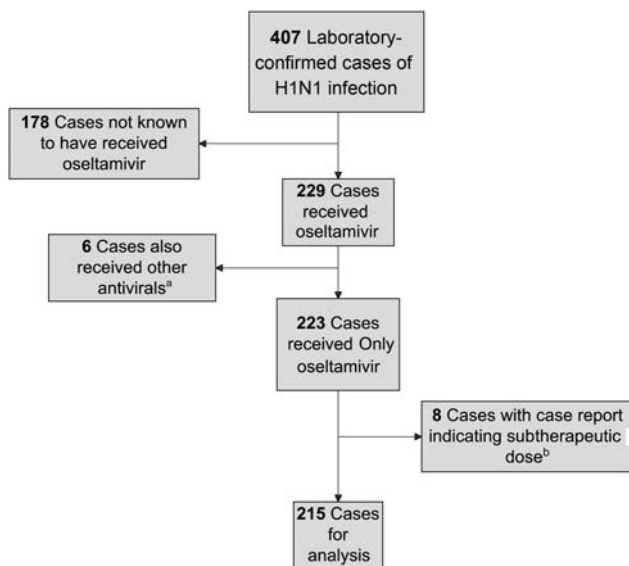 407 Laboratory-
confirmed cases of
H1N1 infection
178 Cases not known
to have received
oseltamivir
229 Cases
received
oseltamivir
6 Cases also
received other
antiviralsᵃ
223 Cases
received Only
oseltamivir
8 Cases with case report
indicating subtherapeutic
doseᵇ
215 Cases
for
analysis